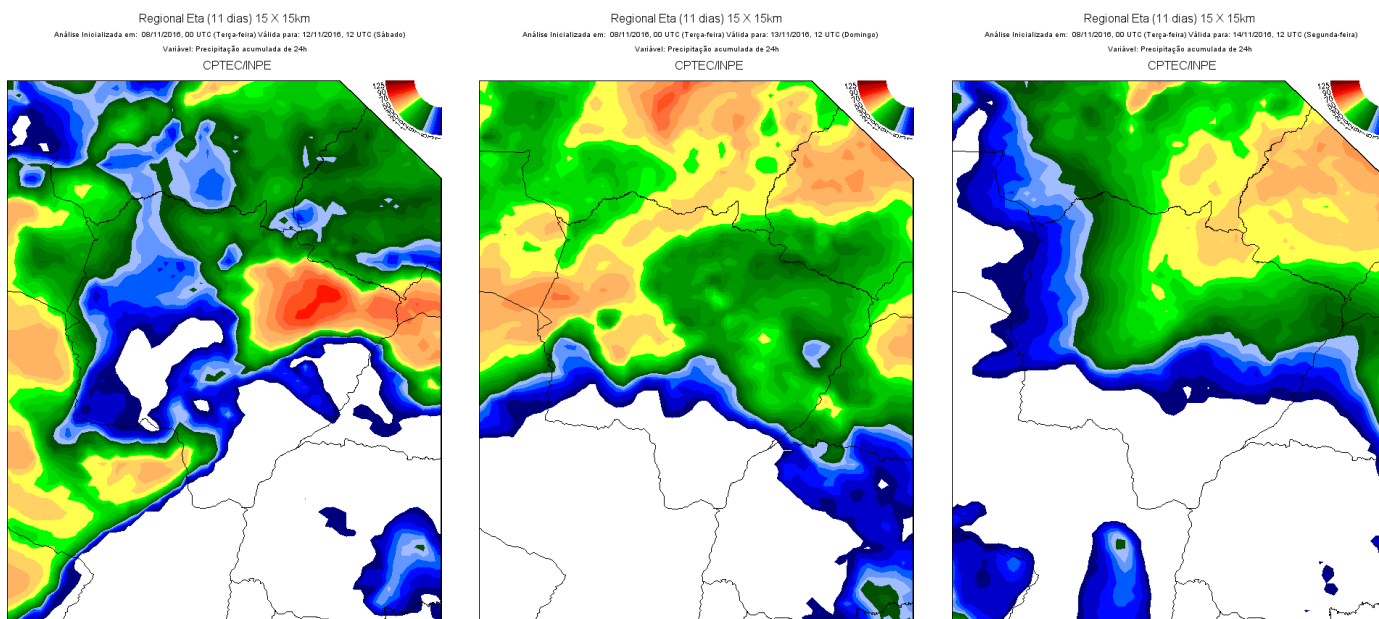 Regional Eta (11 dias) 15 X 15km
Análise Inicializada em: 08/11/2016, 00 UTC (Terça-feira) Válida para: 12/11/2016, 12 UTC (Sábado)
Variável: Precipitação acumulada de 24h
CPTEC/INPE
Regional Eta (11 dias) 15 X 15km
Análise Inicializada em: 08/11/2016, 00 UTC (Terça-feira) Válida para: 13/11/2016, 12 UTC (Domingo)
Variável: Precipitação acumulada de 24h
CPTEC/INPE
Regional Eta (11 dias) 15 X 15km
Análise Inicializada em: 08/11/2016, 00 UTC (Terça-feira) Válida para: 14/11/2016, 12 UTC (Segunda-feira)
Variável: Precipitação acumulada de 24h
CPTEC/INPE